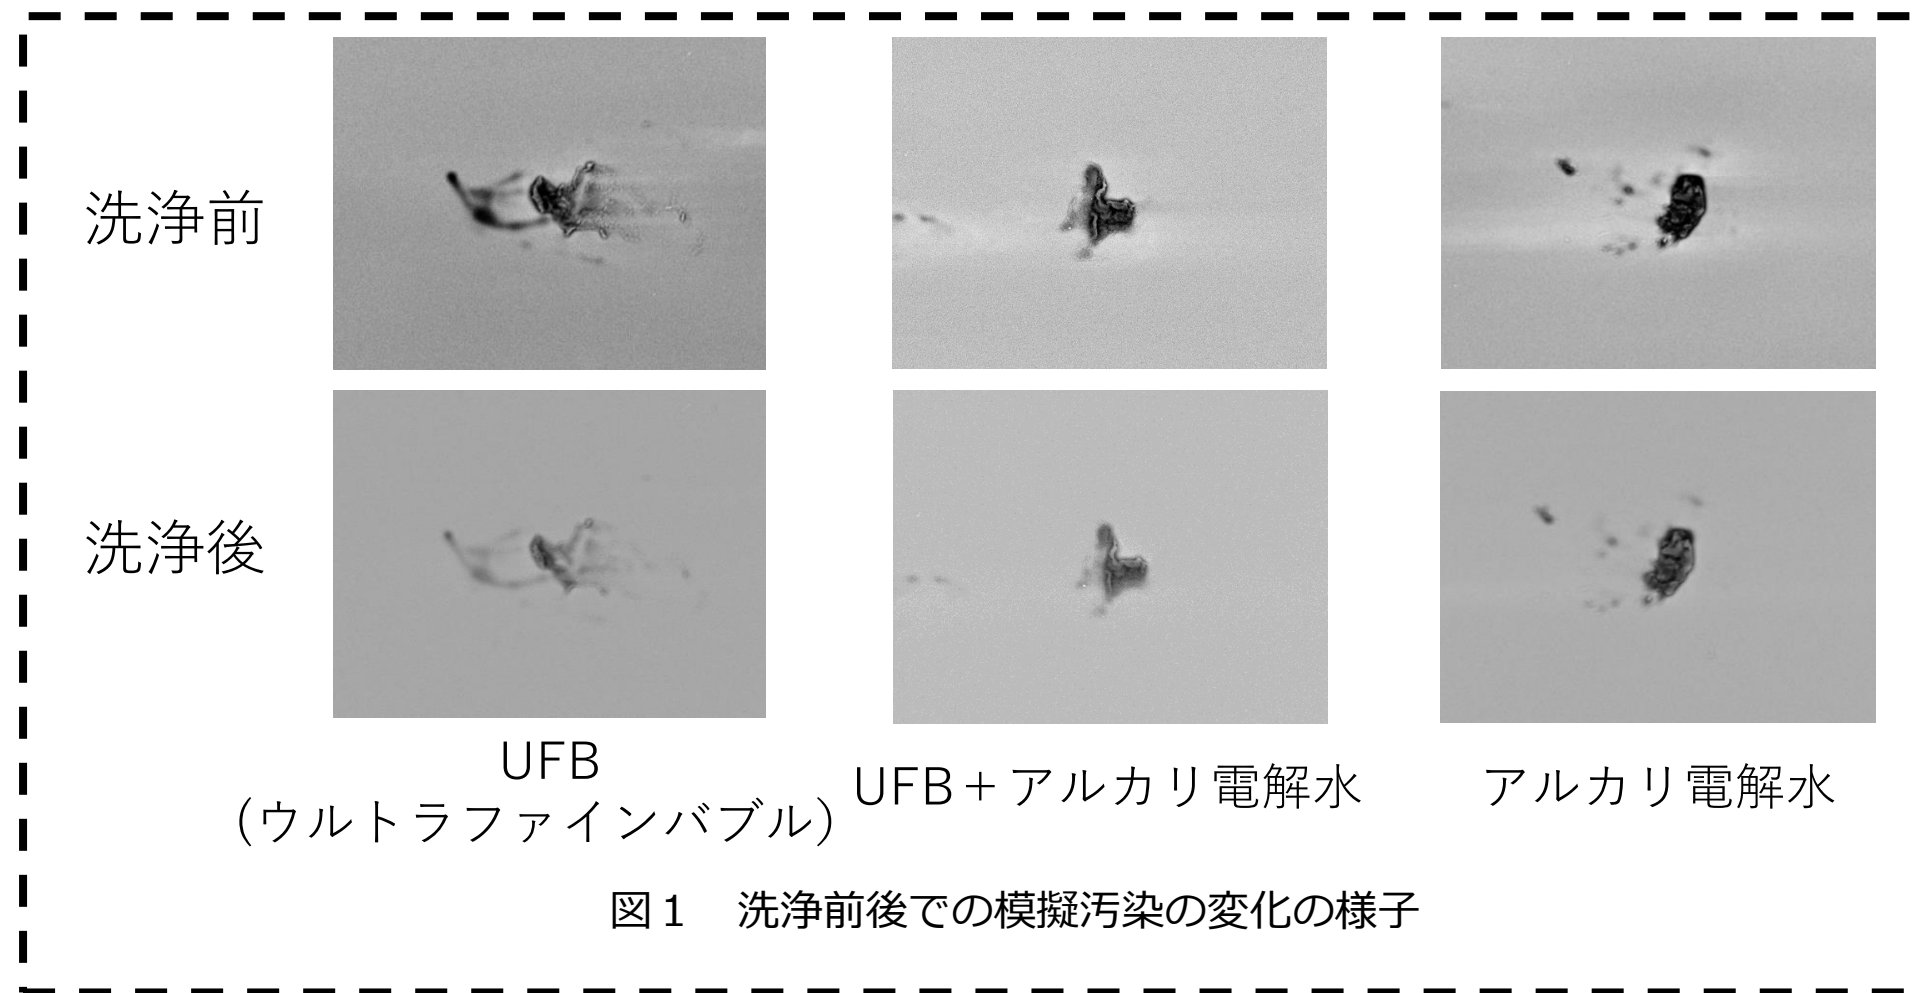 洗浄前
洗浄後
UFB
(ウルトラファインバブル)
UFB+アルカリ電解水
アルカリ電解水
図1 洗浄前後での模擬汚染の変化の様子